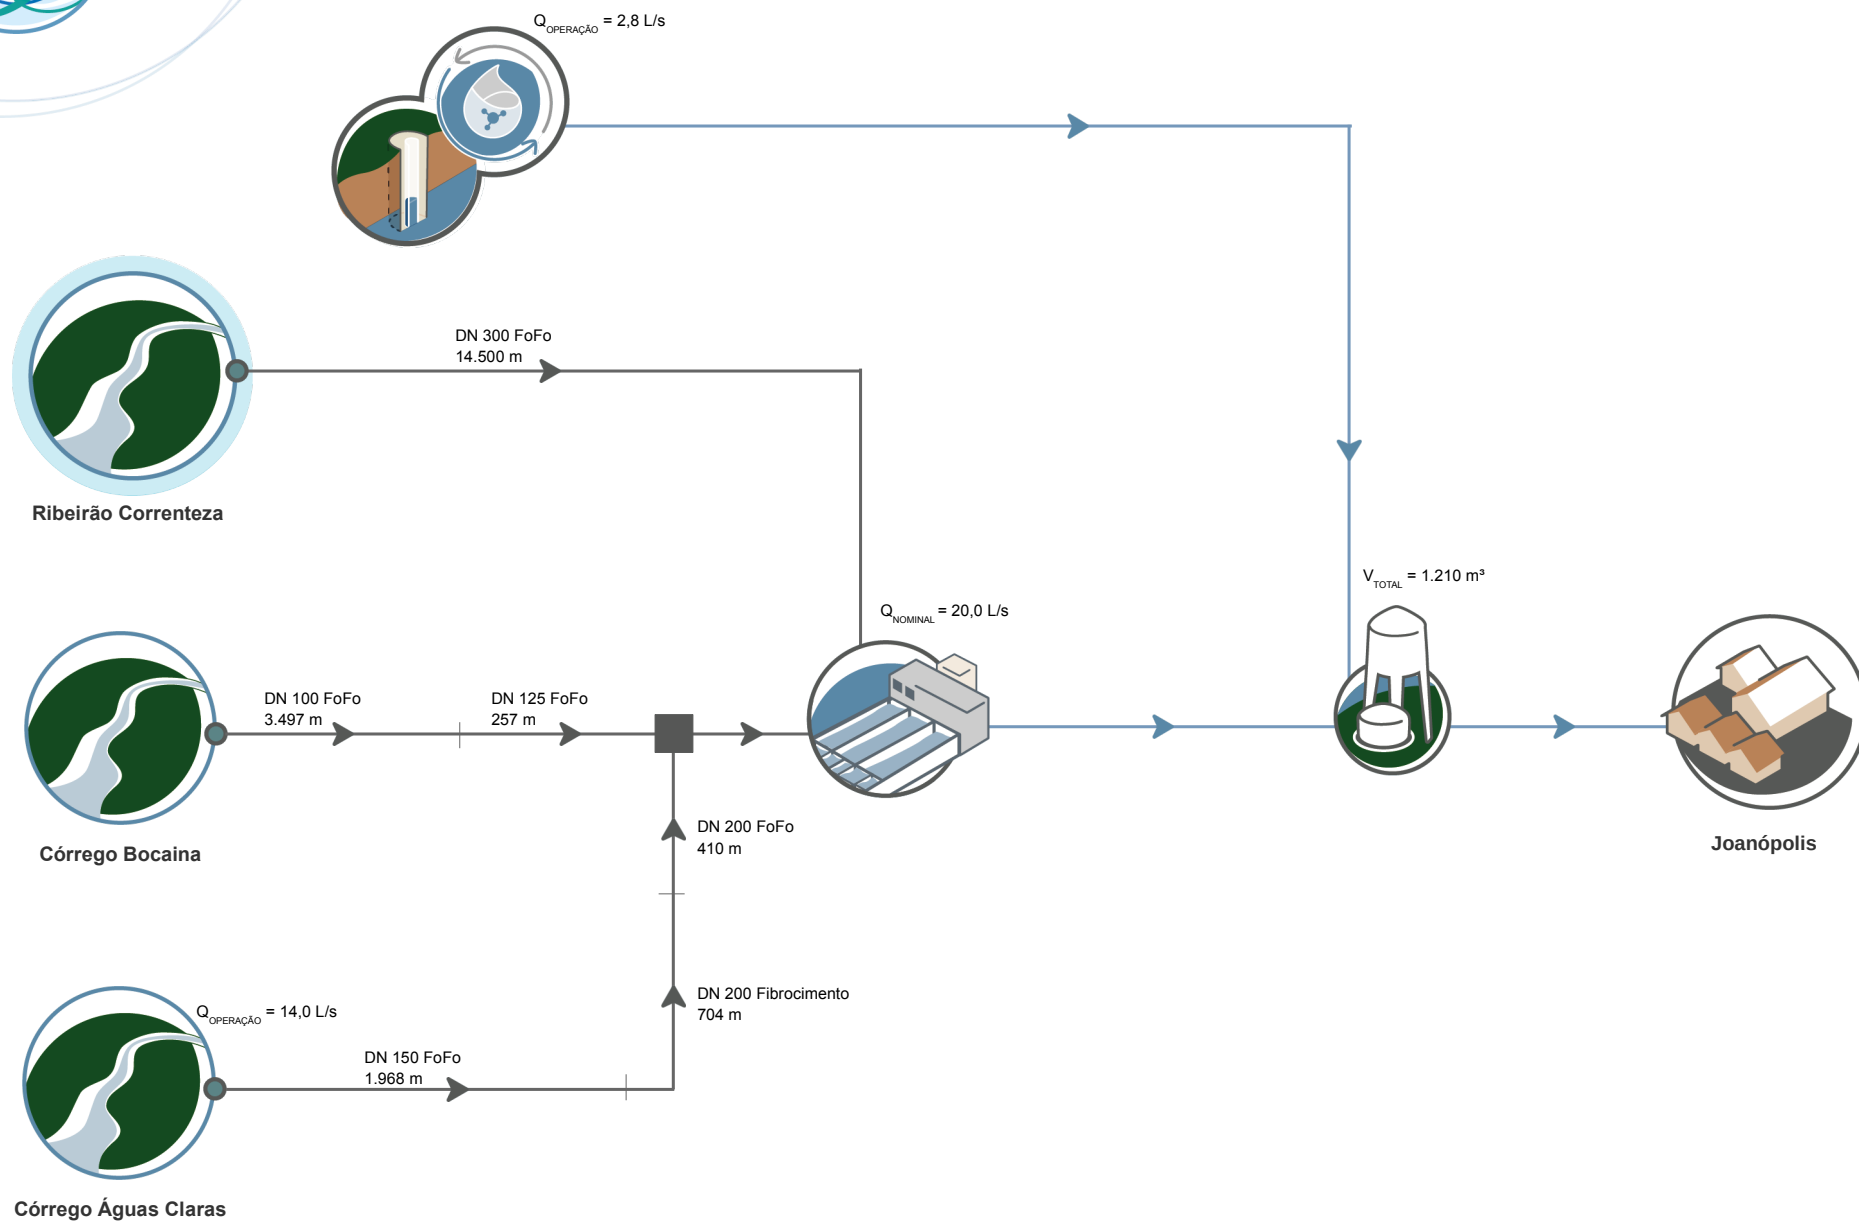 QOPERAÇÃO = 2,8 L/s
DN 300 FoFo
14.500 m
Ribeirão Correnteza
VTOTAL = 1.210 m³
QNOMINAL = 20,0 L/s
DN 100 FoFo
3.497 m
DN 125 FoFo
257 m
DN 200 FoFo
410 m
Córrego Bocaina
Joanópolis
DN 200 Fibrocimento
704 m
QOPERAÇÃO = 14,0 L/s
DN 150 FoFo
1.968 m
Córrego Águas Claras